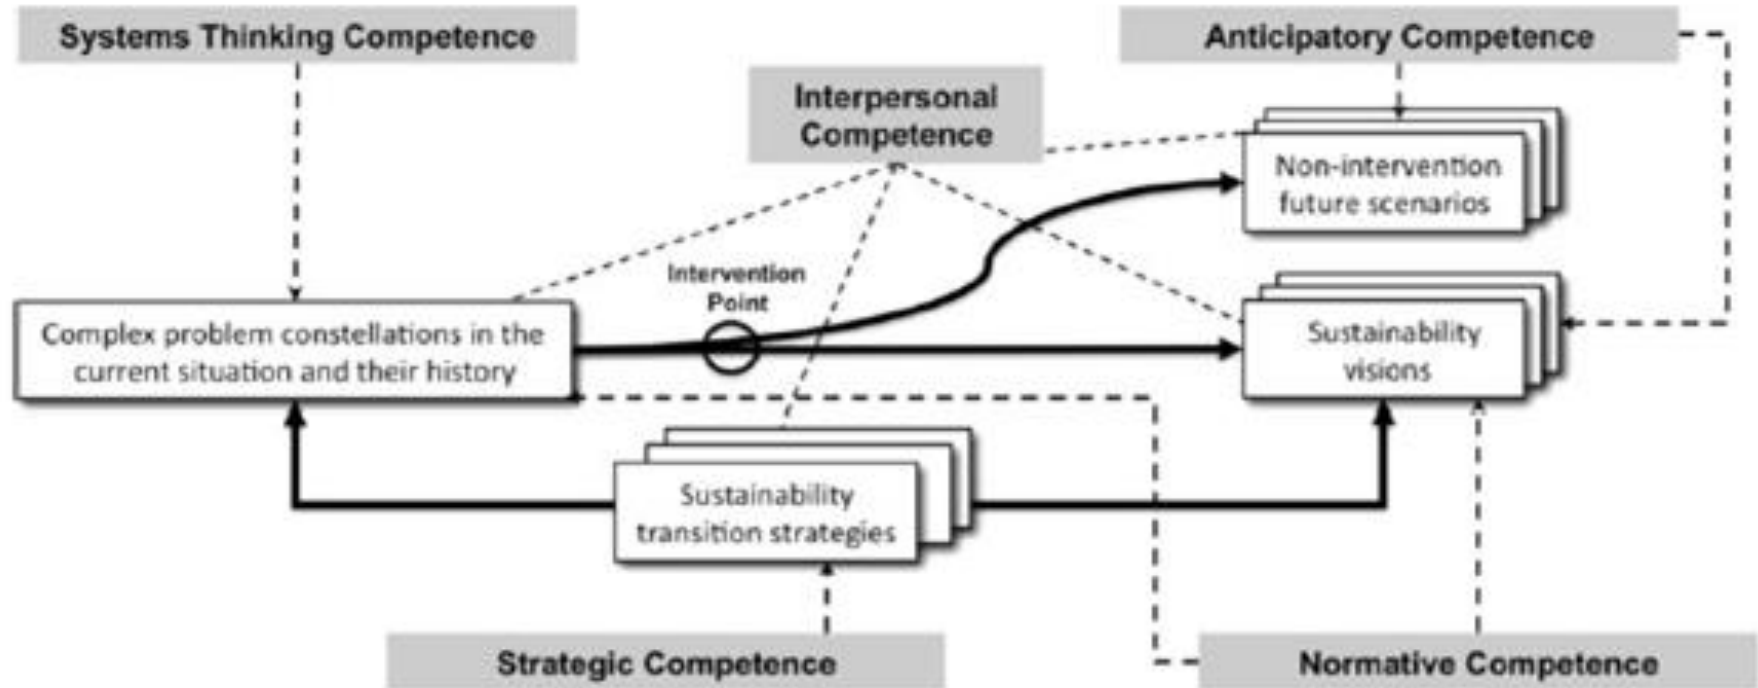 Systems Thinking Competence
Anticipatory Competence
Interpersonal
Competence
Non-intervention
future scenarios
Intervention
Point
Complex problem constellations in the
current situation and their history
Sustainability
visions
Sustainability
transition strategies
Strategic Competence
Normative Competence